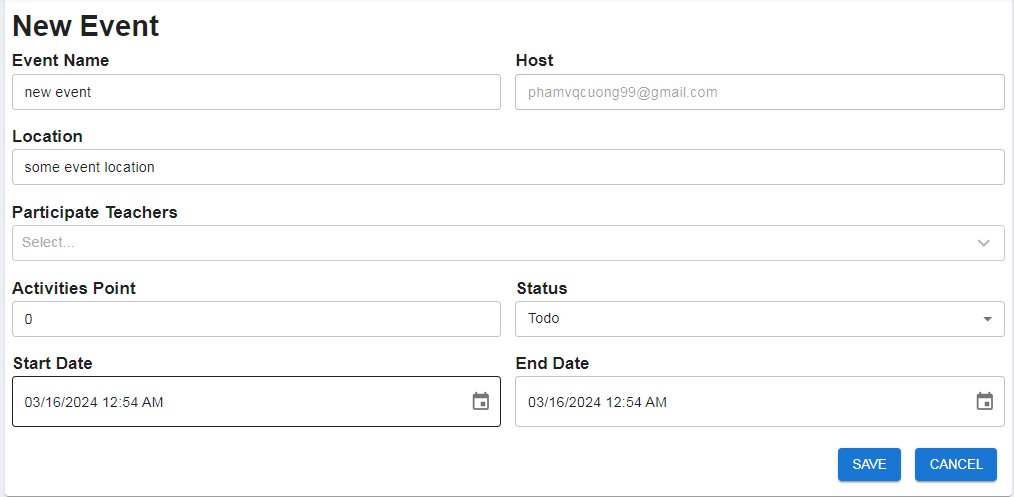 New Event
Event Name Host
new event phamvqcuong99@gmail.com
Location
some event location
Participate Teachers
Select...
Activities Point Status
0 Todo
Start Date End Date
03/16/2024 12:54 AM 03/16/2024 12:54 AM
SAVE CANCEL